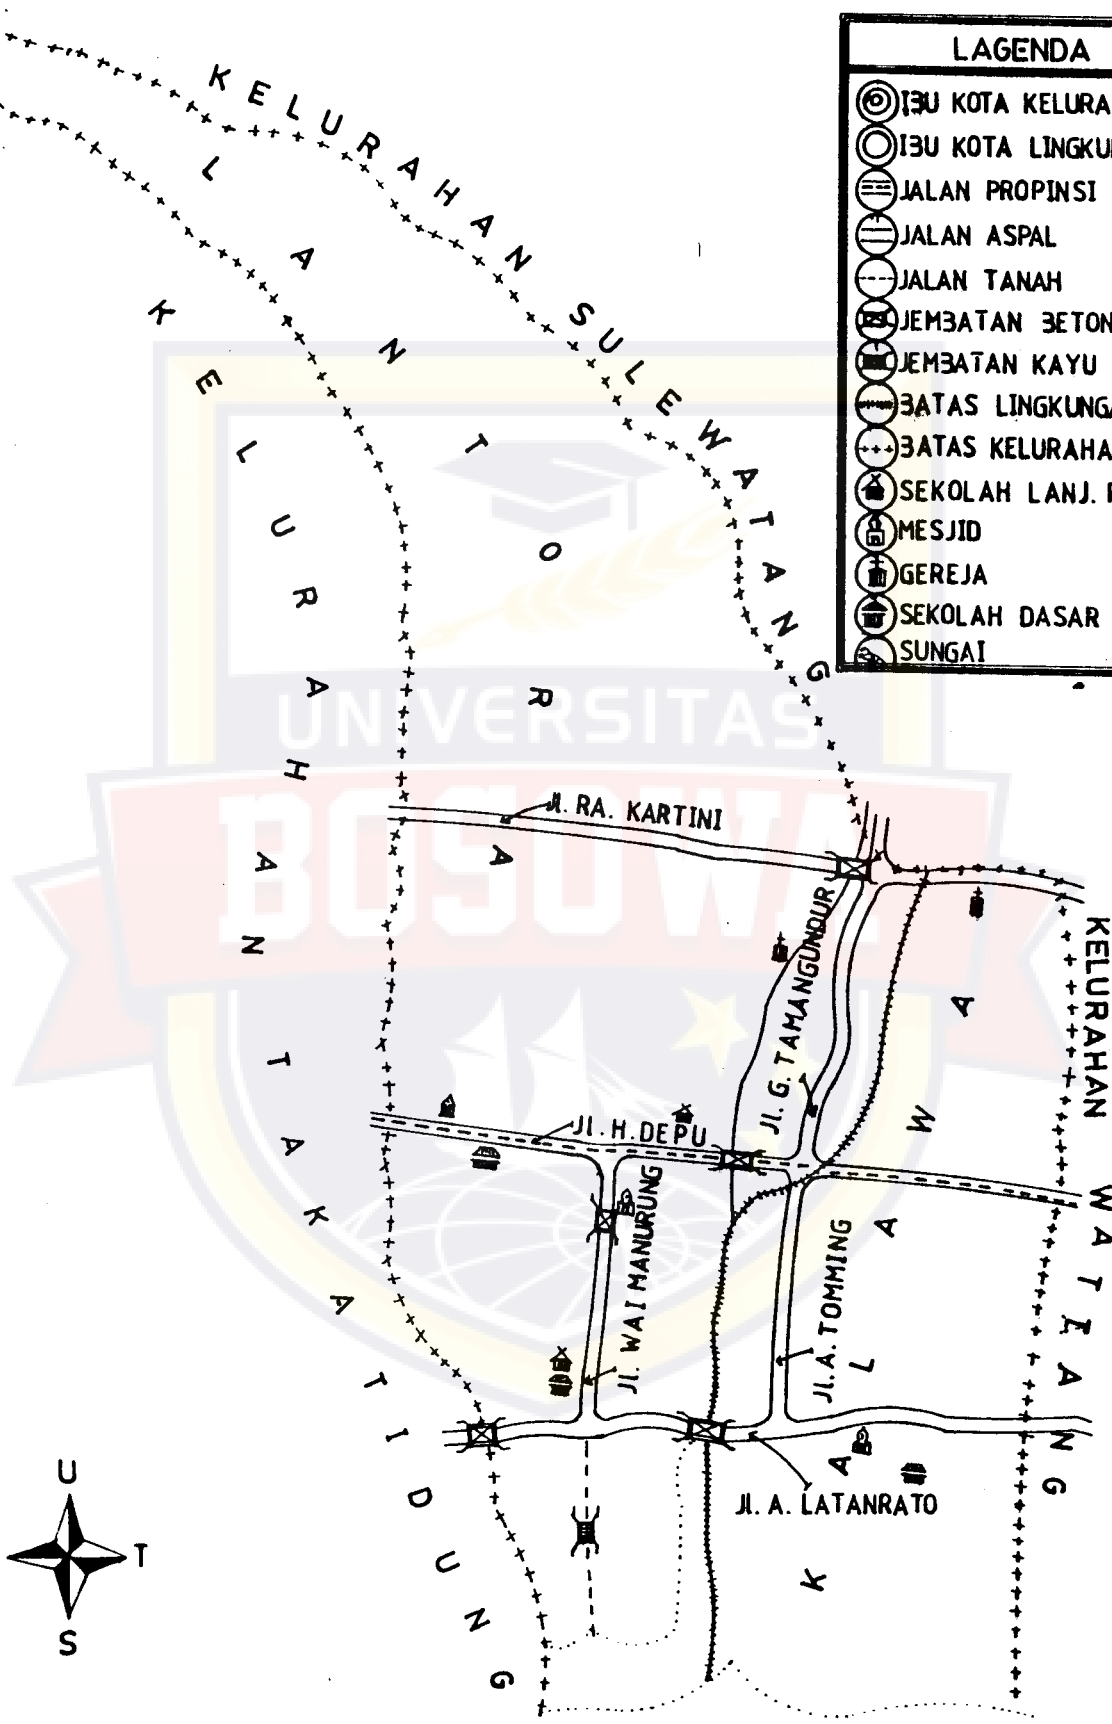 LAGENDA
IBU KOTA KELURA
IBU KOTA LINGKU
JALAN PROPINSI
JALAN ASPAL
JALAN TANAH
JEMBATAN BETON
JEMBATAN KAYU
BATAS LINGKUNGA
BATAS KELURAHA
SEKOLAH LANJ. P
MESJID
GEREJA
SEKOLAH DASAR
SUNGAI
KELURAHAN SULEWATANG
LANTORA
KELURAHAN TAKATIDUNG
UNIVERSITAS
BOSOWA
Jl. RA. KARTINI
Jl. G. TAMANGUNDUR
KELURAHAN WATTANG
Jl. H. DEPU
Jl. WAI MANURUNG
Jl. A. TOMMING
KALAWA
Jl. A. LATANRATO
U
T
S